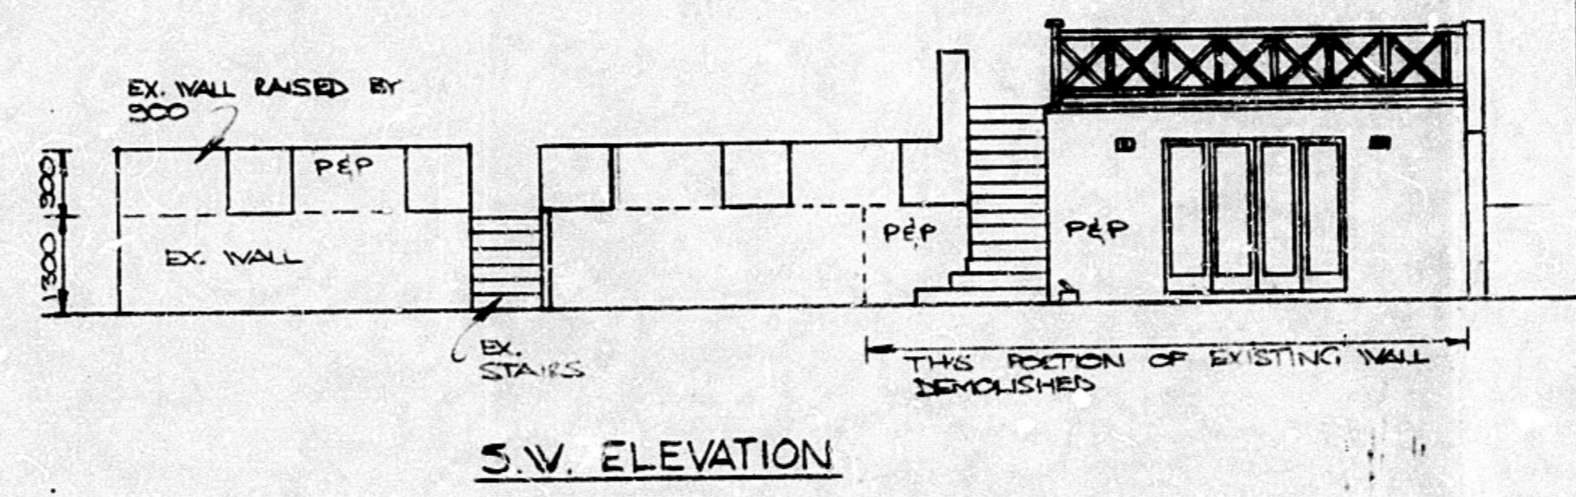 EX. WALL RAISED BY
900
P&P
900
EX. WALL
1300
P&P
P&P
EX.
STAIRS
THIS PORTION OF EXISTING WALL
DEMOLISHED
S.W. ELEVATION